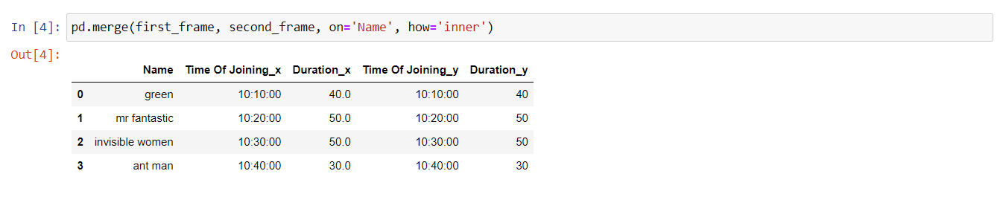 In [4]: pd.merge(first_frame, second_frame, on='Name', how='inner')
Out[4]:
Name Time Of Joining_x Duration_x Time Of Joining_y Duration_y
0 green 10:10:00 40.0 10:10:00 40
1 mr fantastic 10:20:00 50.0 10:20:00 50
2 invisible women 10:30:00 50.0 10:30:00 50
3 ant man 10:40:00 30.0 10:40:00 30